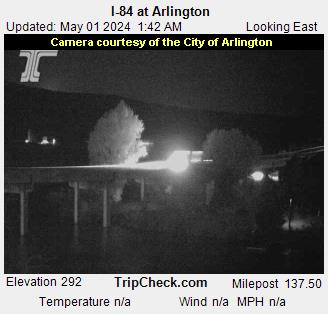 I-84 at Arlington
Updated: May 01 2024 1:42 AM Looking East
Camera courtesy of the City of Arlington
Elevation 292 TripCheck.com Milepost 137.50
Temperature n/a Wind n/a MPH n/a